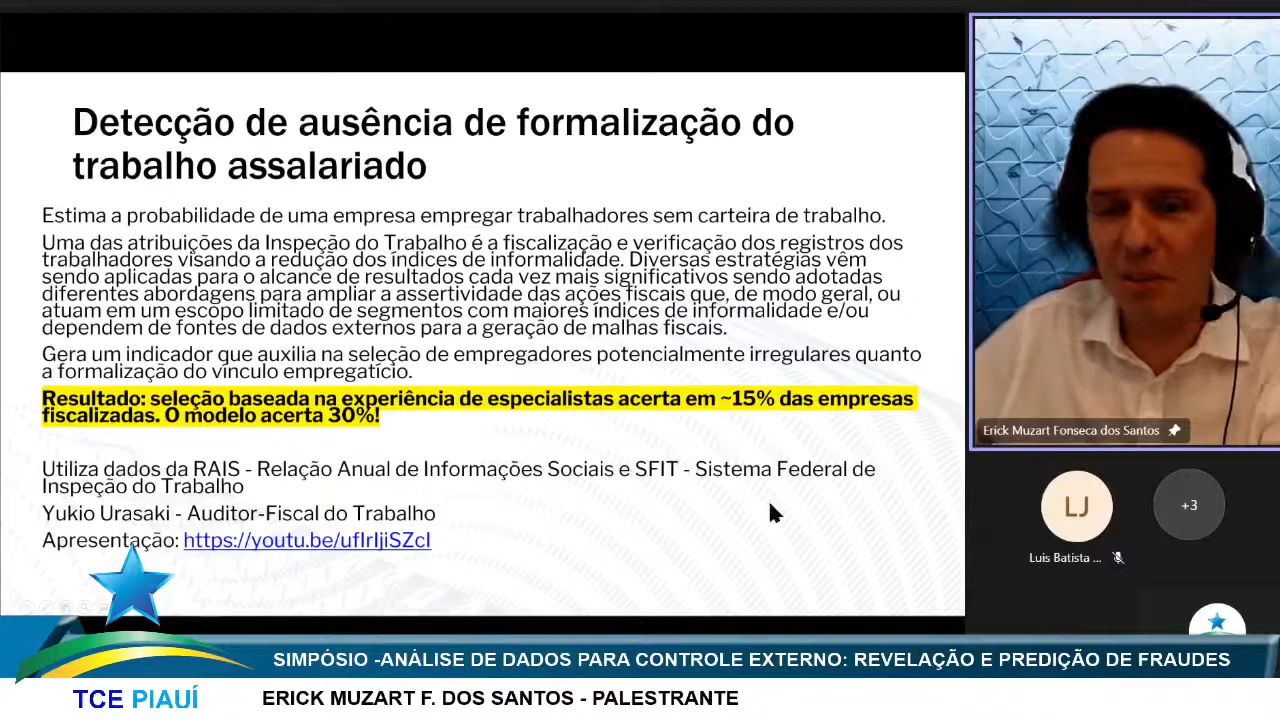 Detecção de ausência de formalização do
trabalho assalariado
Estima a probabilidade de uma empresa empregar trabalhadores sem carteira de trabalho.
Uma das atribuições da Inspeção do Trabalho é a fiscalização e verificação dos registros dos
trabalhadores visando a redução dos índices de informalidade. Diversas estratégias vêm
sendo aplicadas para o alcance de resultados cada vez mais significativos sendo adotadas
diferentes abordagens para ampliar a assertividade das ações fiscais que, de modo geral, ou
atuam em um escopo limitado de segmentos com maiores índices de informalidade e/ou
dependem de fontes de dados externos para a geração de malhas fiscais.
Gera um indicador que auxilia na seleção de empregadores potencialmente irregulares quanto
a formalização do vínculo empregatício.
Resultado: seleção baseada na experiência de especialistas acerta em ~15% das empresas
fiscalizadas. O modelo acerta 30%!
Utiliza dados da RAIS - Relação Anual de Informações Sociais e SFIT - Sistema Federal de
Inspeção do Trabalho
Yukio Urasaki - Auditor-Fiscal do Trabalho
Apresentação: https://youtu.be/ufIrIjiSZcI
Erick Muzart Fonseca dos Santos
LJ
+3
Luis Batista ...
SIMPÓSIO -ANÁLISE DE DADOS PARA CONTROLE EXTERNO: REVELAÇÃO E PREDIÇÃO DE FRAUDES
TCE PIAUÍ
ERICK MUZART F. DOS SANTOS - PALESTRANTE